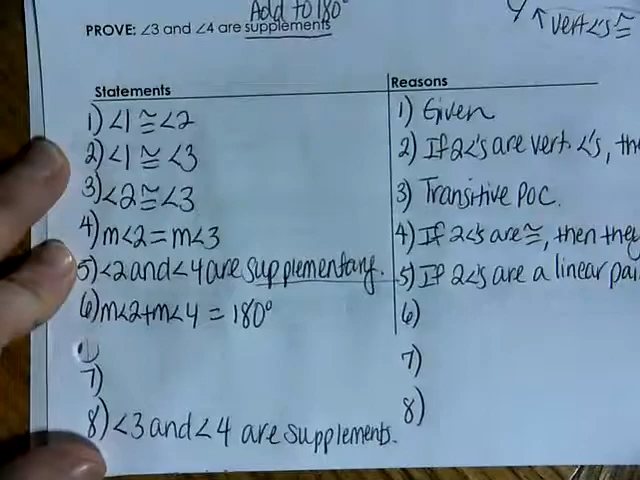 Add to 180°
PROVE: ∠3 and ∠4 are supplements
vert ∠'s ≅
Statements
Reasons
1) ∠1 ≅ ∠2
1) Given
2) ∠1 ≅ ∠3
2) If 2∠'s are vert. ∠'s, the
3) ∠2 ≅ ∠3
3) Transitive POC.
4) m∠2 = m∠3
4) If 2∠'s are ≅, then they
5) ∠2 and ∠4 are supplementary.
5) If 2∠'s are a linear pai
6) m∠2+m∠4 = 180°
6)
7)
7)
8) ∠3 and ∠4 are supplements.
8)